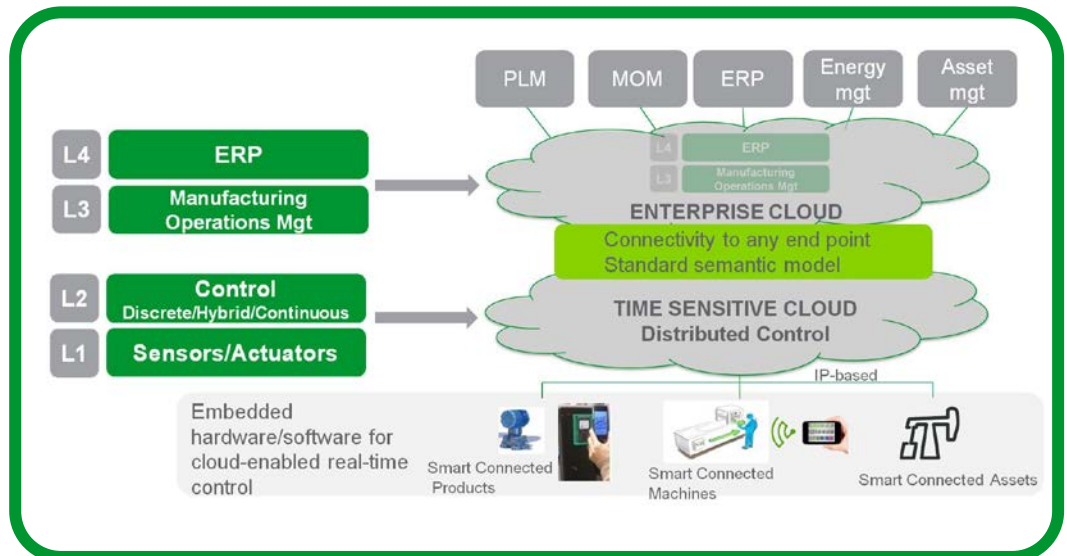 PLM
MOM
ERP
Energy
mgt
Asset
mgt
L4
ERP
L3
Manufacturing
Operations Mgt
L4
ERP
L3
Manufacturing
Operations Mgt
ENTERPRISE CLOUD
Connectivity to any end point
Standard semantic model
L2
Control
Discrete/Hybrid/Continuous
L1
Sensors/Actuators
TIME SENSITIVE CLOUD
Distributed Control
IP-based
Embedded
hardware/software for
cloud-enabled real-time
control
Smart Connected
Products
Smart Connected
Machines
Smart Connected Assets